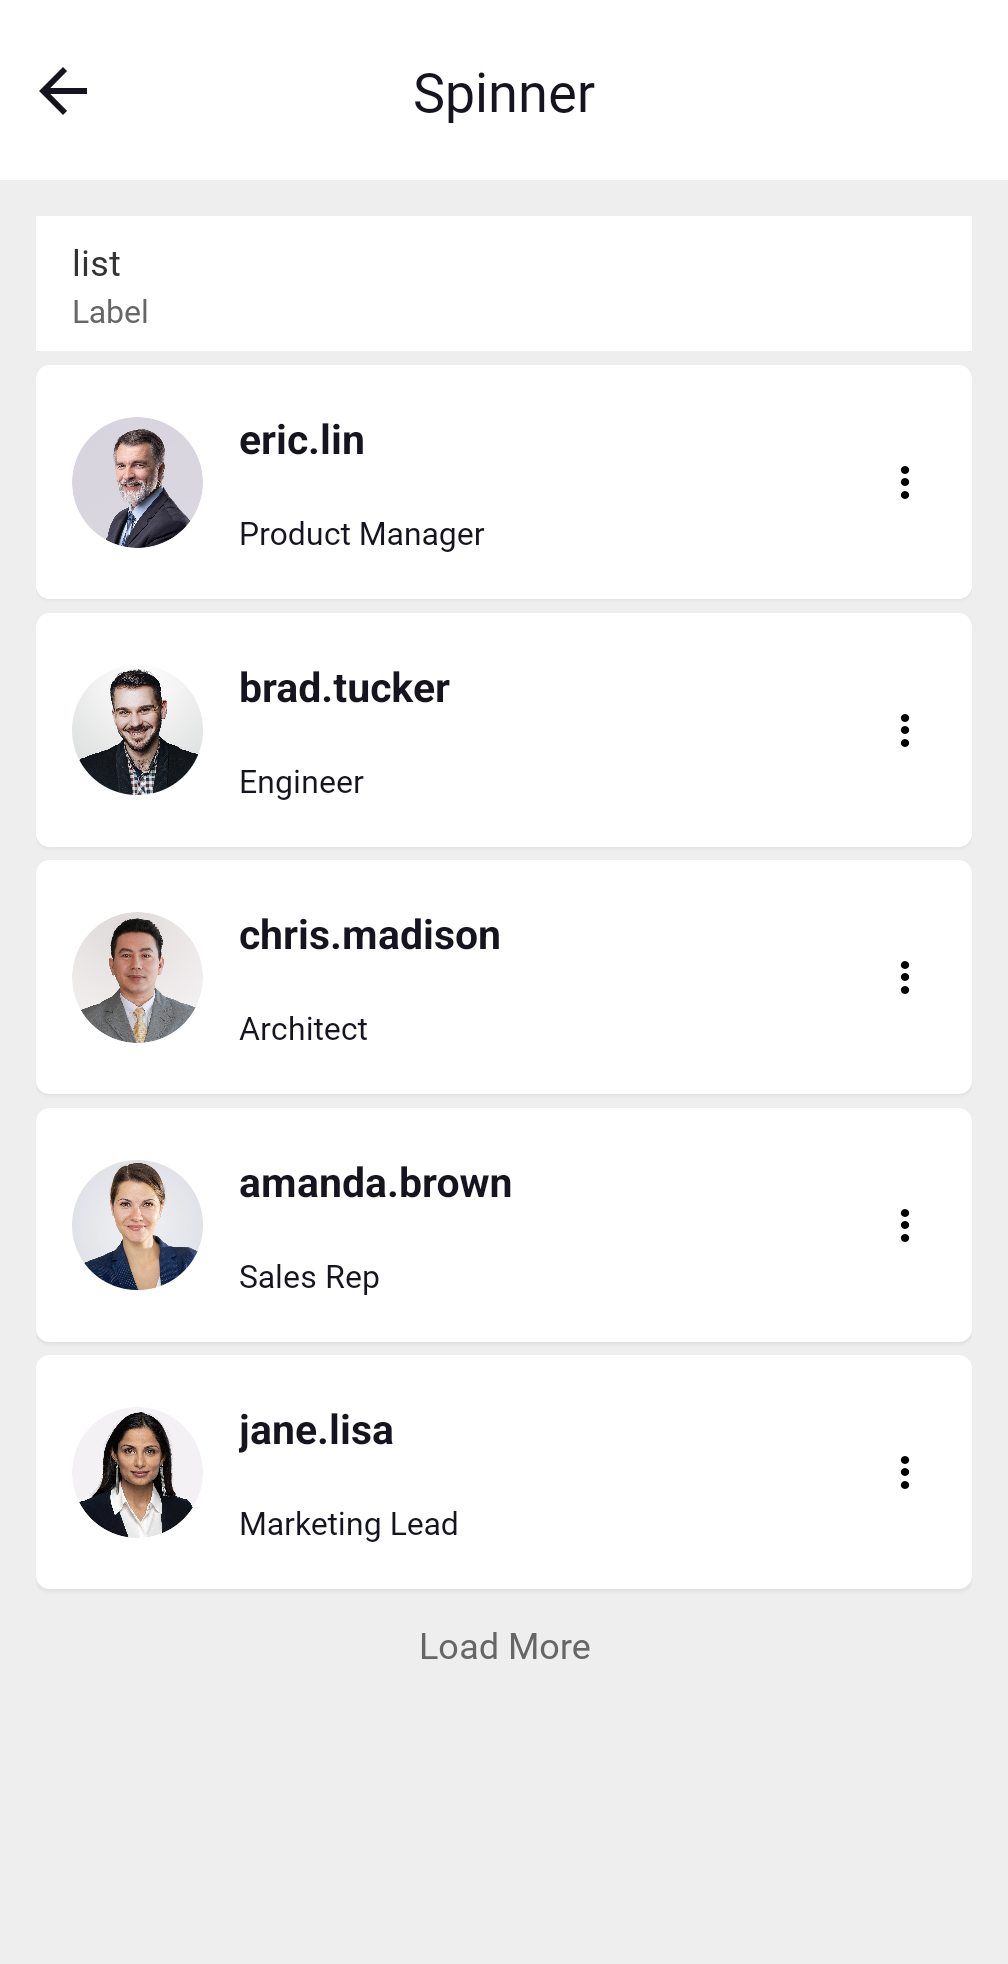 Spinner
list
Label
eric.lin
Product Manager
brad.tucker
Engineer
chris.madison
Architect
amanda.brown
Sales Rep
jane.lisa
Marketing Lead
Load More